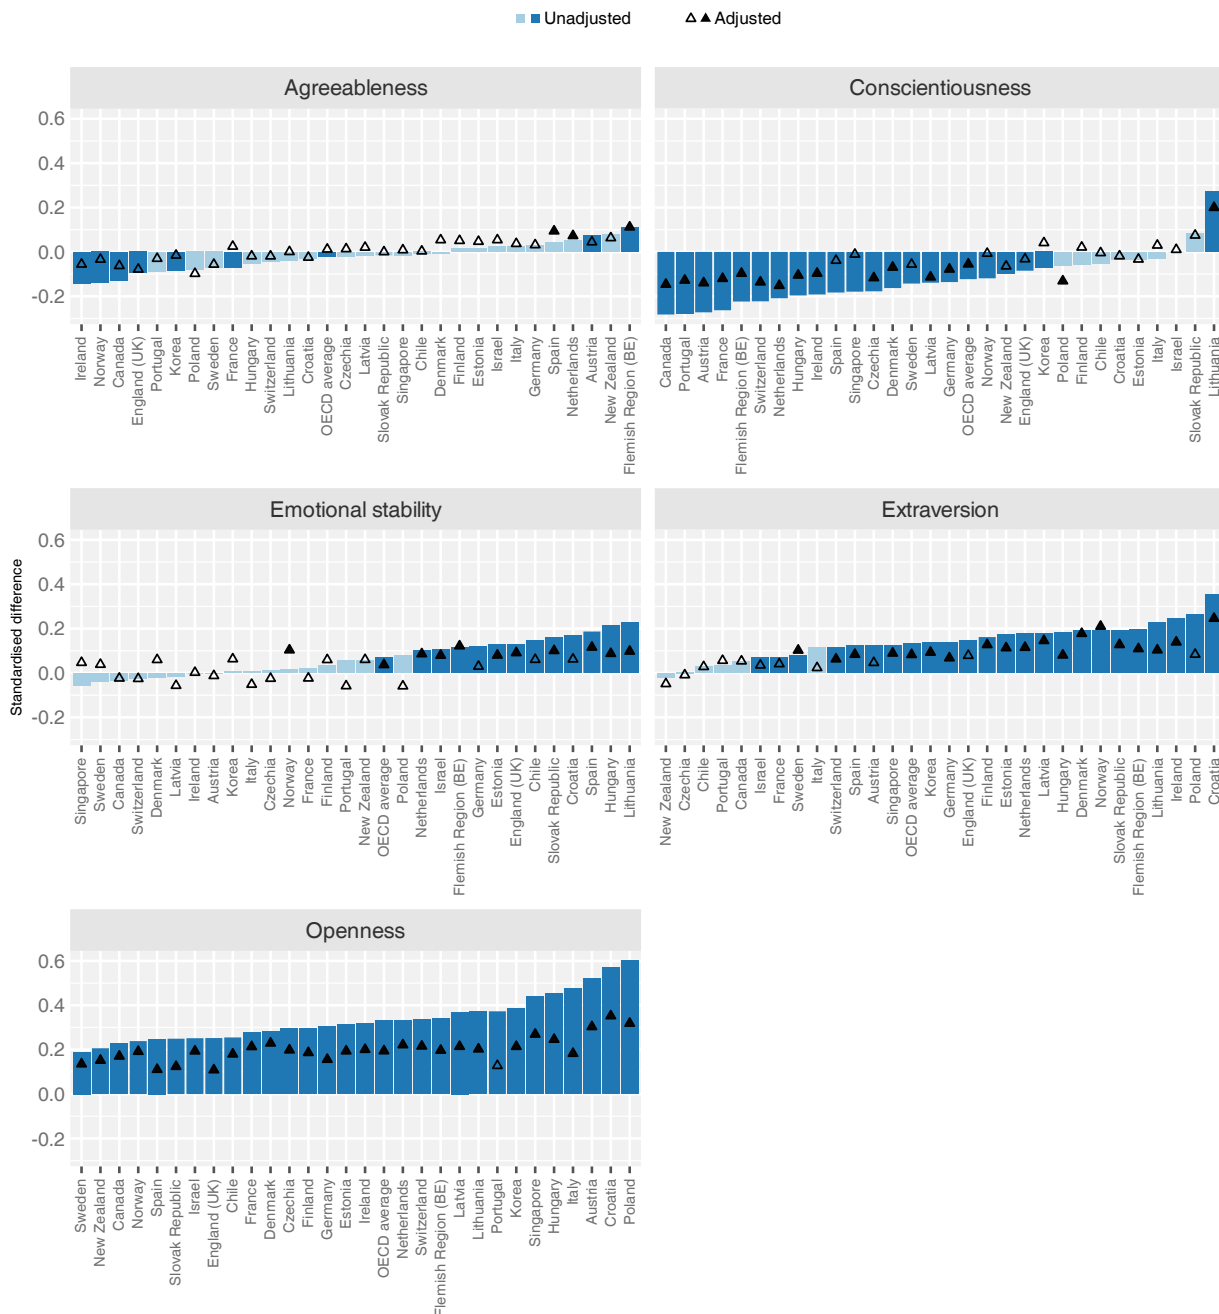 Unadjusted Adjusted
Agreeableness
0.6
0.4
0.2
0.0
-0.2
Ireland
Norway
Canada
England (UK)
Portugal
Korea
Poland
Sweden
France
Hungary
Switzerland
Lithuania
Croatia
OECD average
Czechia
Latvia
Slovak Republic
Singapore
Chile
Denmark
Finland
Estonia
Israel
Italy
Germany
Spain
Netherlands
Austria
New Zealand
Flemish Region (BE)
Conscientiousness
Canada
Portugal
Austria
France
Flemish Region (BE)
Switzerland
Netherlands
Hungary
Ireland
Spain
Singapore
Czechia
Denmark
Sweden
Latvia
Germany
OECD average
Norway
New Zealand
England (UK)
Korea
Poland
Finland
Chile
Croatia
Estonia
Italy
Israel
Slovak Republic
Lithuania
Standardised difference
Emotional stability
0.6
0.4
0.2
0.0
-0.2
Singapore
Sweden
Canada
Switzerland
Denmark
Latvia
Ireland
Austria
Korea
Italy
Czechia
Norway
France
Finland
Portugal
New Zealand
OECD average
Poland
Netherlands
Israel
Flemish Region (BE)
Germany
Estonia
England (UK)
Chile
Slovak Republic
Croatia
Spain
Hungary
Lithuania
Extraversion
New Zealand
Czechia
Chile
Portugal
Canada
Israel
France
Sweden
Italy
Switzerland
Spain
Austria
Singapore
OECD average
Korea
Germany
England (UK)
Finland
Estonia
Netherlands
Latvia
Hungary
Denmark
Norway
Slovak Republic
Flemish Region (BE)
Lithuania
Ireland
Poland
Croatia
Openness
0.6
0.4
0.2
0.0
-0.2
Sweden
New Zealand
Canada
Norway
Spain
Slovak Republic
Israel
England (UK)
Chile
France
Denmark
Czechia
Finland
Germany
Estonia
Ireland
OECD average
Netherlands
Switzerland
Flemish Region (BE)
Latvia
Lithuania
Portugal
Korea
Singapore
Hungary
Italy
Austria
Croatia
Poland